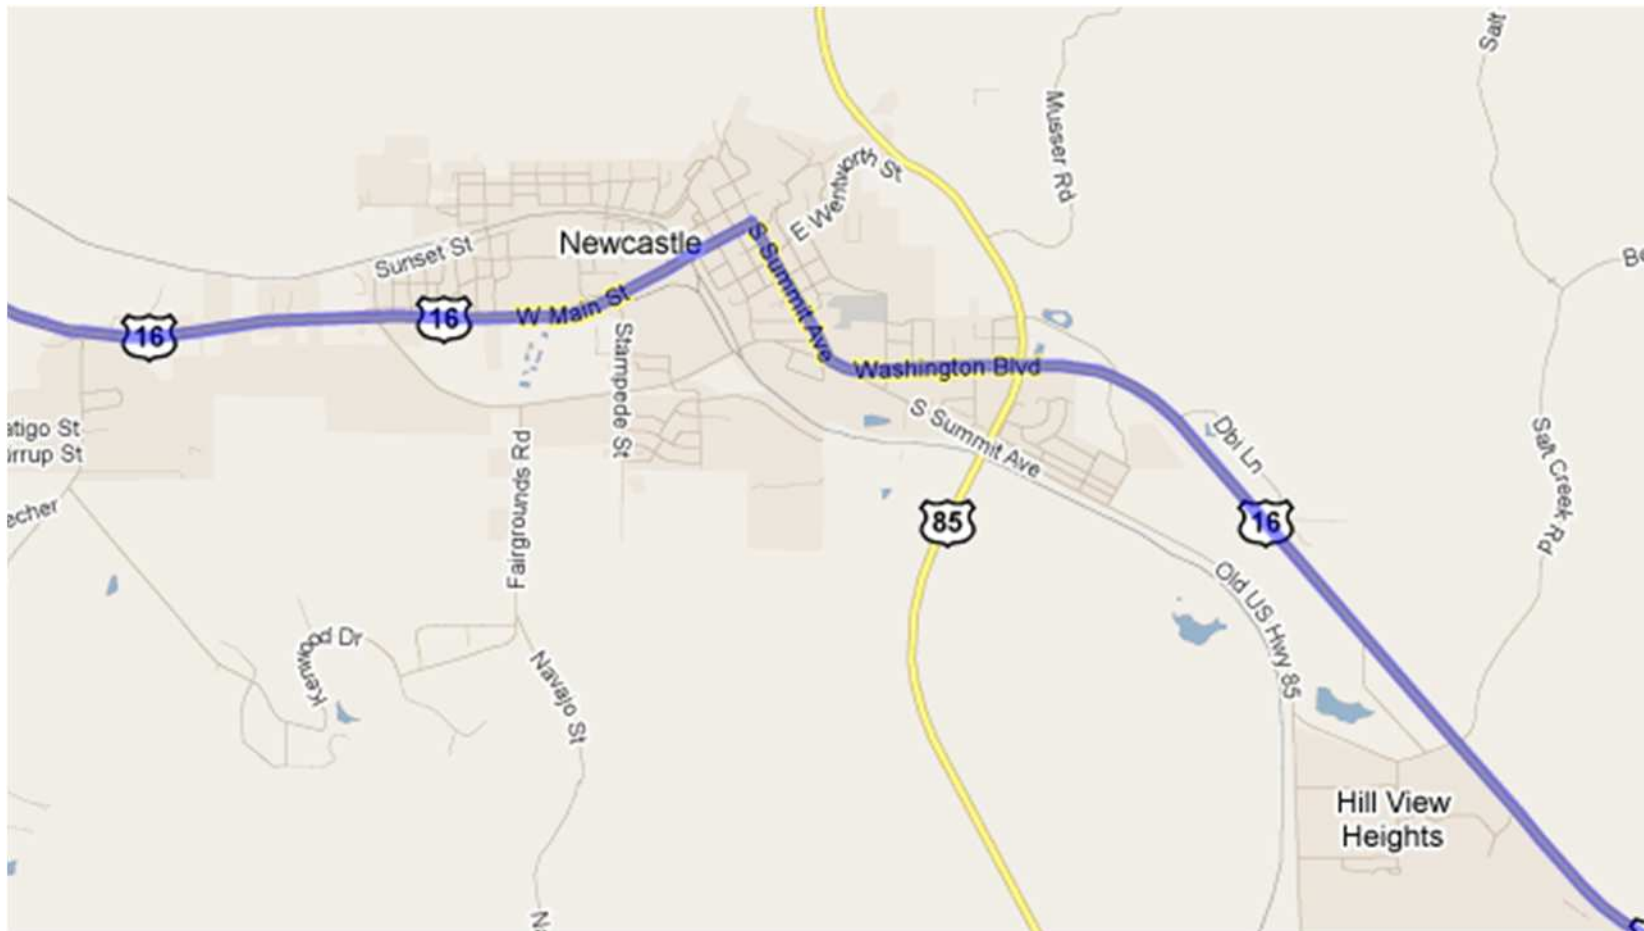 Salt
Musser Rd
E Wentworth St
Newcastle
Sunset St
S Summit Ave
16
16
W Main St
Stampede St
Washington Blvd
S Summit Ave
Dbl Ln
Salt Creek Rd
atigo St
irrup St
echer
Fairgrounds Rd
85
16
Old US Hwy 85
Kenwood Dr
Navajo St
Hill View
Heights